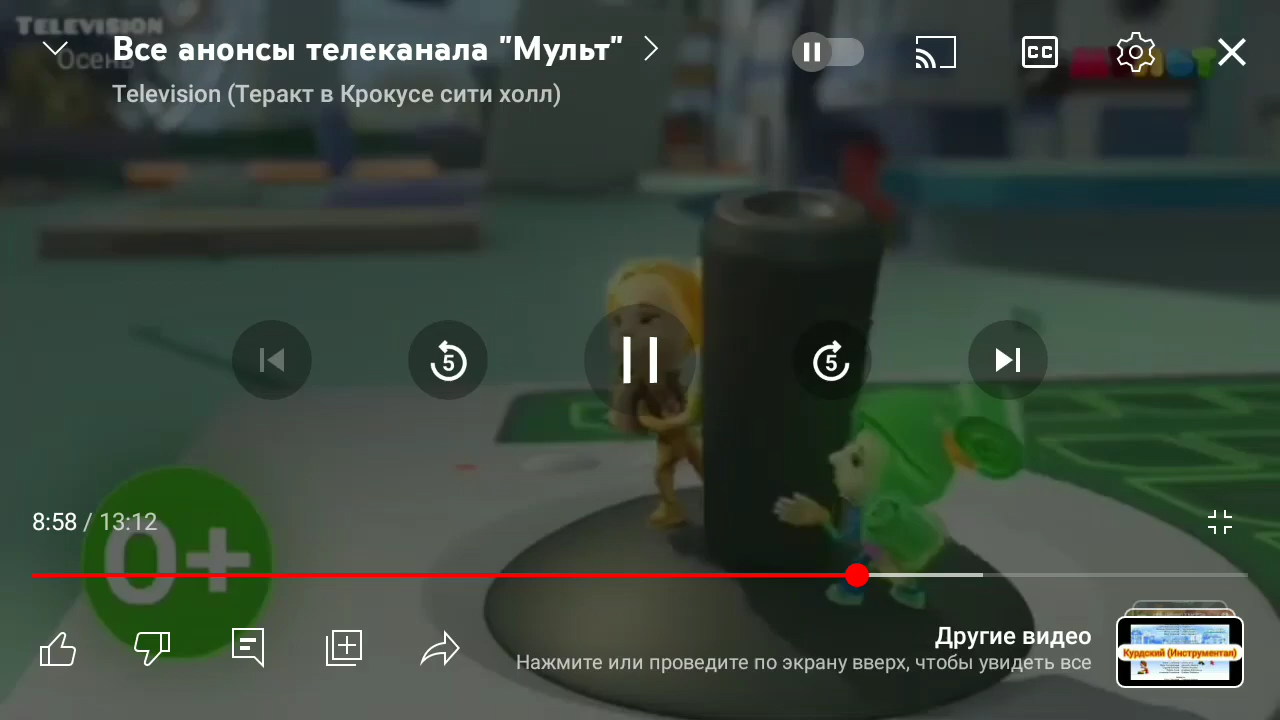 TELEVISION
Осень
Все анонсы телеканала "Мульт"
Television (Теракт в Крокусе сити холл)
CC
5
5
8:58 / 13:12
0+
Другие видео
Нажмите или проведите по экрану вверх, чтобы увидеть все
Курдский (Инструментал)